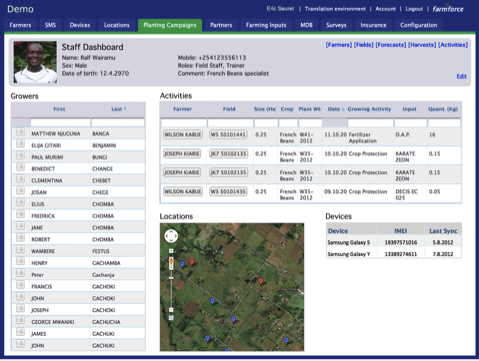 Demo
Eric Seurel | Translation environment | Account | Logout | farmforce
Farmers SMS Devices Locations Planting Campaigns Partners Farming Inputs MDB Surveys Insurance Configuration
Staff Dashboard
[Farmers] [Fields] [Forecasts] [Harvests] [Activities]
Name: Ralf Wairamu Mobile: +254123556113
Sex: Male Roles: Field Staff, Trainer
Date of birth: 12.4.2970 Comment: French Beans specialist
Edit
Growers
First Last
MATTHEW NJUGUNA BANGA
ELIJA GITARI BENJAMIN
PAUL MURIMI BUNGI
BENEDICT CHANGE
CLEMENTINA CHEBET
JOSAN CHEGE
ELIUS CHOMBA
FREDRICK CHOMBA
JANE CHOMBA
ROBERT CHOMBA
WAMBERE FESTUS
HENRY GACHAMBA
Peter Gachanja
FRANCIS GACHOKI
JOHN GACHOKI
JOSEPH GACHOKI
GEORGE MWANIKI GACHUCHA
JAMES GACHUKI
JOHN GACHUKI
Activities
Farmer Field Size (Ha) Crop Plant Wk Date Growing Activity Input Quant. (Kg)
WILSON KABUE WS 50101441 0.25 French Beans W41-2012 11.10.20 Fertilizer Application D.A.P. 16
JOSEPH KIARIE JK7 50102135 0.25 French Beans W35-2012 10.10.20 Crop Protection KARATE ZEON 0.15
JOSEPH KIARIE JK7 50102135 0.25 French Beans W35-2012 10.10.20 Crop Protection KARATE ZEON 0.15
WILSON KABUE W3 50101435 0.25 French Beans W35-2012 09.10.20 Crop Protection DECIS EC 025 0.05
Locations
Devices
Device IMEI Last Sync
Samsung Galaxy S 19397571016 5.8.2012
Samsung Galaxy Y 13389274611 7.8.2012